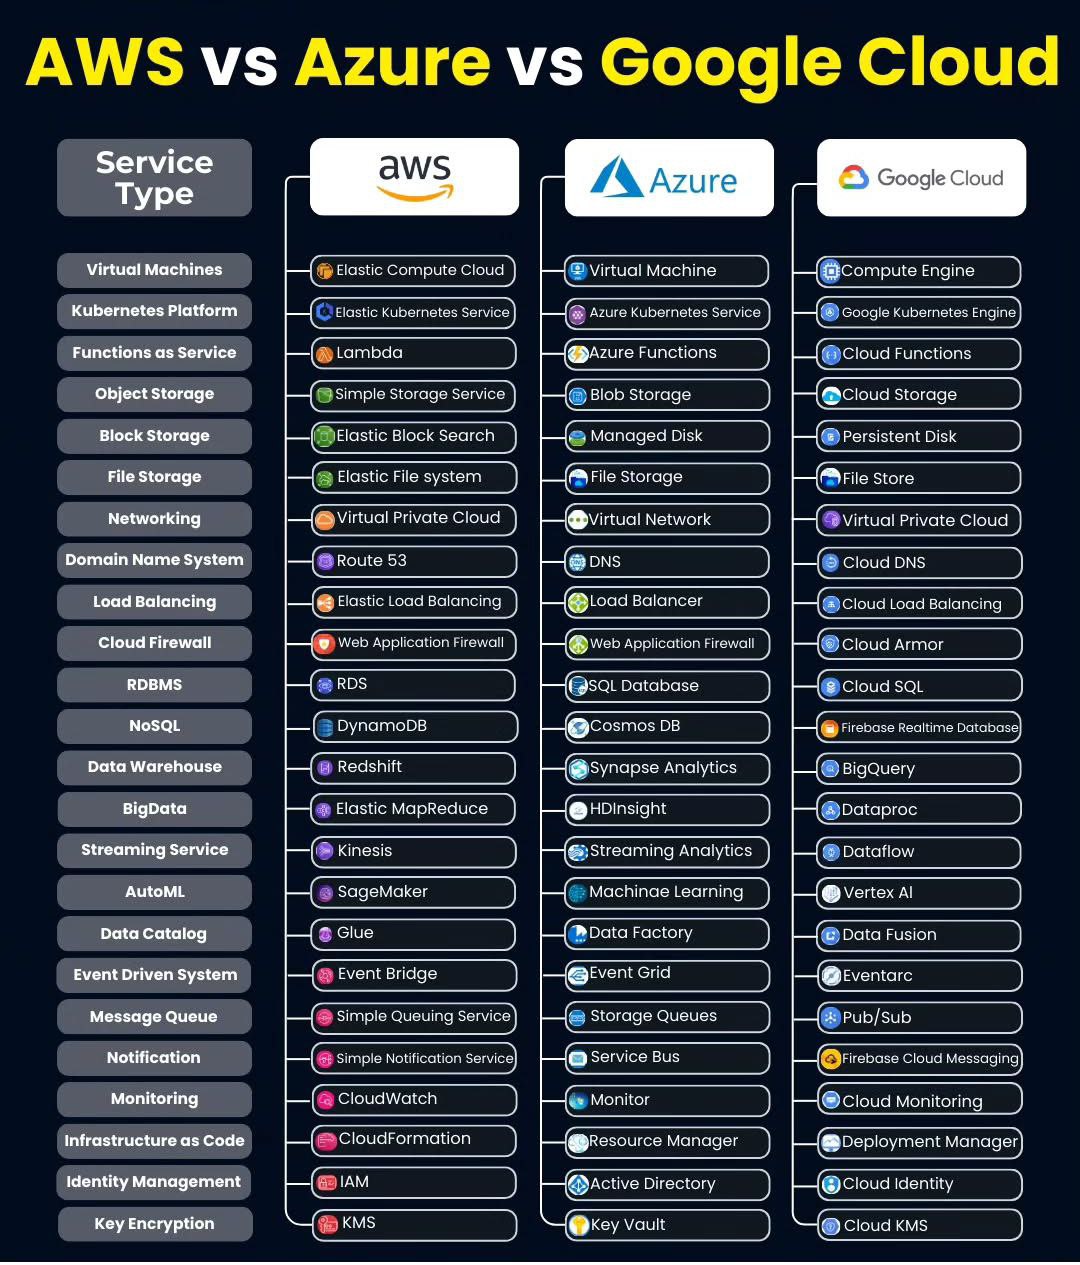 AWS vs Azure vs Google Cloud
Service
Type
aws
Azure
Google Cloud
Virtual Machines
Elastic Compute Cloud
Virtual Machine
Compute Engine
Kubernetes Platform
Elastic Kubernetes Service
Azure Kubernetes Service
Google Kubernetes Engine
Functions as Service
Lambda
Azure Functions
Cloud Functions
Object Storage
Simple Storage Service
Blob Storage
Cloud Storage
Block Storage
Elastic Block Search
Managed Disk
Persistent Disk
File Storage
Elastic File system
File Storage
File Store
Networking
Virtual Private Cloud
Virtual Network
Virtual Private Cloud
Domain Name System
Route 53
DNS
Cloud DNS
Load Balancing
Elastic Load Balancing
Load Balancer
Cloud Load Balancing
Cloud Firewall
Web Application Firewall
Web Application Firewall
Cloud Armor
RDBMS
RDS
SQL Database
Cloud SQL
NoSQL
DynamoDB
Cosmos DB
Firebase Realtime Database
Data Warehouse
Redshift
Synapse Analytics
BigQuery
BigData
Elastic MapReduce
HDInsight
Dataproc
Streaming Service
Kinesis
Streaming Analytics
Dataflow
AutoML
SageMaker
Machinae Learning
Vertex AI
Data Catalog
Glue
Data Factory
Data Fusion
Event Driven System
Event Bridge
Event Grid
Eventarc
Message Queue
Simple Queuing Service
Storage Queues
Pub/Sub
Notification
Simple Notification Service
Service Bus
Firebase Cloud Messaging
Monitoring
CloudWatch
Monitor
Cloud Monitoring
Infrastructure as Code
CloudFormation
Resource Manager
Deployment Manager
Identity Management
IAM
Active Directory
Cloud Identity
Key Encryption
KMS
Key Vault
Cloud KMS